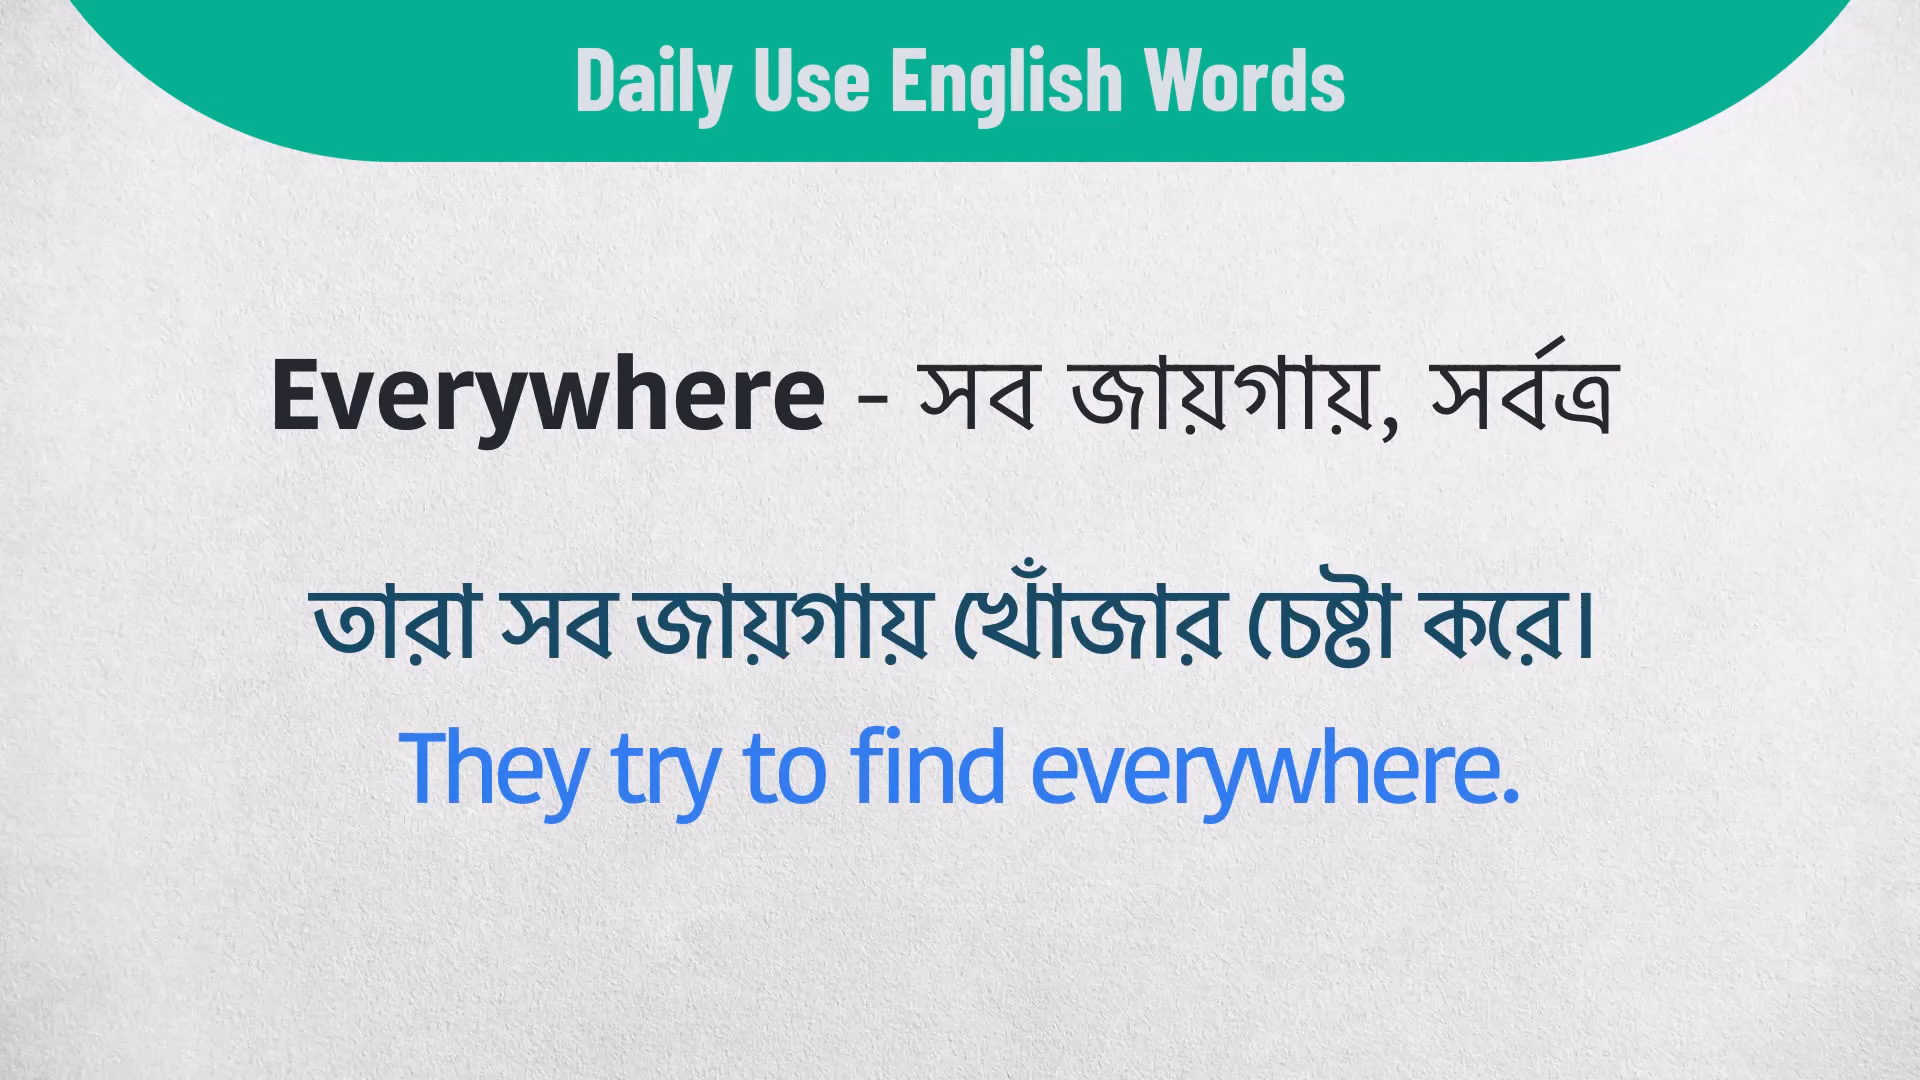 Daily Use English Words
Everywhere - সব জায়গায়, সর্বত্র
তারা সব জায়গায় খোঁজার চেষ্টা করে।
They try to find everywhere.